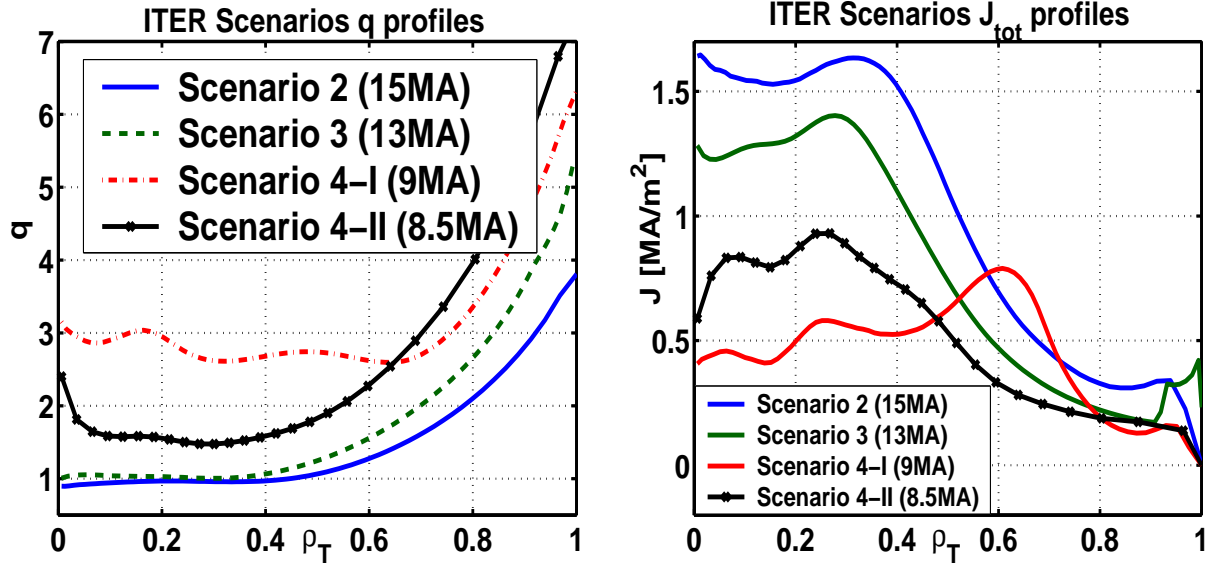 ITER Scenarios q profiles
7
6
5
4
3
2
1
q
Scenario 2 (15MA)
Scenario 3 (13MA)
Scenario 4–I (9MA)
Scenario 4–II (8.5MA)
0 0.2 0.4 0.6 0.8 1
ρ_T
ITER Scenarios J_tot profiles
1.5
1
0.5
0
J [MA/m²]
Scenario 2 (15MA)
Scenario 3 (13MA)
Scenario 4–I (9MA)
Scenario 4–II (8.5MA)
0 0.2 0.4 0.6 0.8 1
ρ_T